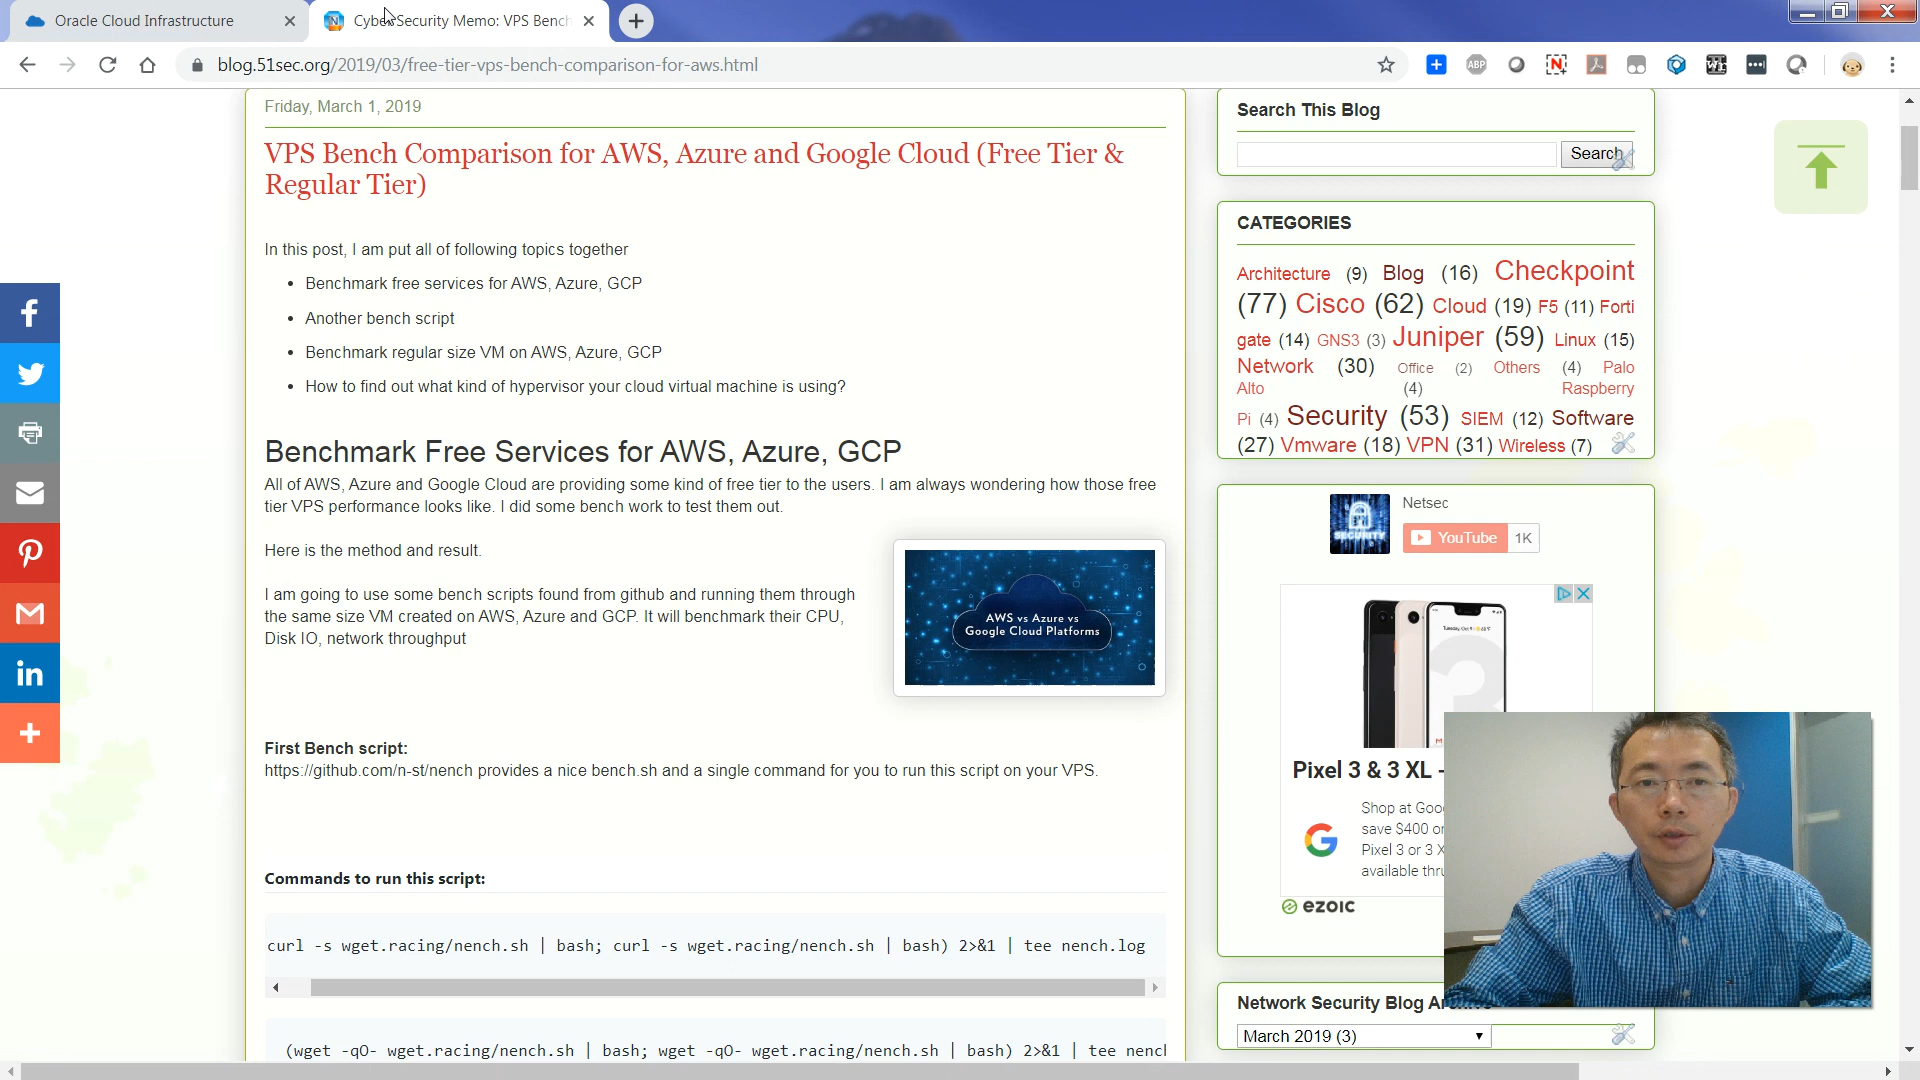 Oracle Cloud Infrastructure
CyberSecurity Memo: VPS Bench
blog.51sec.org/2019/03/free-tier-vps-bench-comparison-for-aws.html
Friday, March 1, 2019
VPS Bench Comparison for AWS, Azure and Google Cloud (Free Tier &
Regular Tier)
In this post, I am put all of following topics together
• Benchmark free services for AWS, Azure, GCP
• Another bench script
• Benchmark regular size VM on AWS, Azure, GCP
• How to find out what kind of hypervisor your cloud virtual machine is using?
Benchmark Free Services for AWS, Azure, GCP
All of AWS, Azure and Google Cloud are providing some kind of free tier to the users. I am always wondering how those free
tier VPS performance looks like. I did some bench work to test them out.
Here is the method and result.
I am going to use some bench scripts found from github and running them through
the same size VM created on AWS, Azure and GCP. It will benchmark their CPU,
Disk IO, network throughput
AWS vs Azure vs
Google Cloud Platforms
First Bench script:
https://github.com/n-st/nench provides a nice bench.sh and a single command for you to run this script on your VPS.
Commands to run this script:
curl -s wget.racing/nench.sh | bash; curl -s wget.racing/nench.sh | bash) 2>&1 | tee nench.log
(wget -qO- wget.racing/nench.sh | bash; wget -qO- wget.racing/nench.sh | bash) 2>&1 | tee nencl
Search This Blog
Search
CATEGORIES
Architecture (9) Blog (16) Checkpoint
(77) Cisco (62) Cloud (19) F5 (11) Forti
gate (14) GNS3 (3) Juniper (59) Linux (15)
Network (30) Office (2) Others (4) Palo
Alto (4) Raspberry
Pi (4) Security (53) SIEM (12) Software
(27) Vmware (18) VPN (31) Wireless (7)
Netsec
SECURITY
YouTube 1K
Pixel 3 & 3 XL -
Shop at Goo
save $400 or
Pixel 3 or 3 X
available thru
ezoic
Network Security Blog Archive
March 2019 (3)
ABP